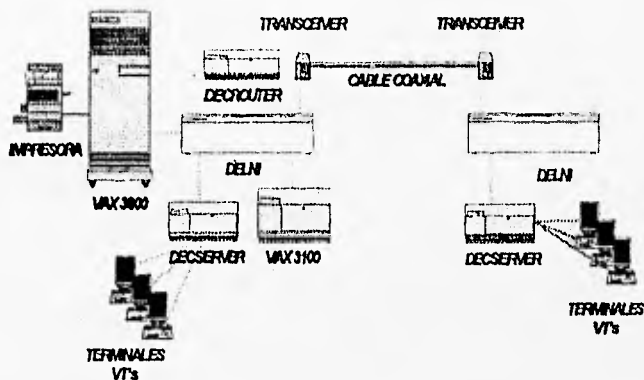 TRANSCEIVER
TRANSCEIVER
DECROUTER
CABLE COAXIAL
IMPRESORA
DELNI
DELNI
VAX 3800
DECSERVER
VAX 3100
DECSERVER
TERMINALES
VT's
TERMINALES
VT's